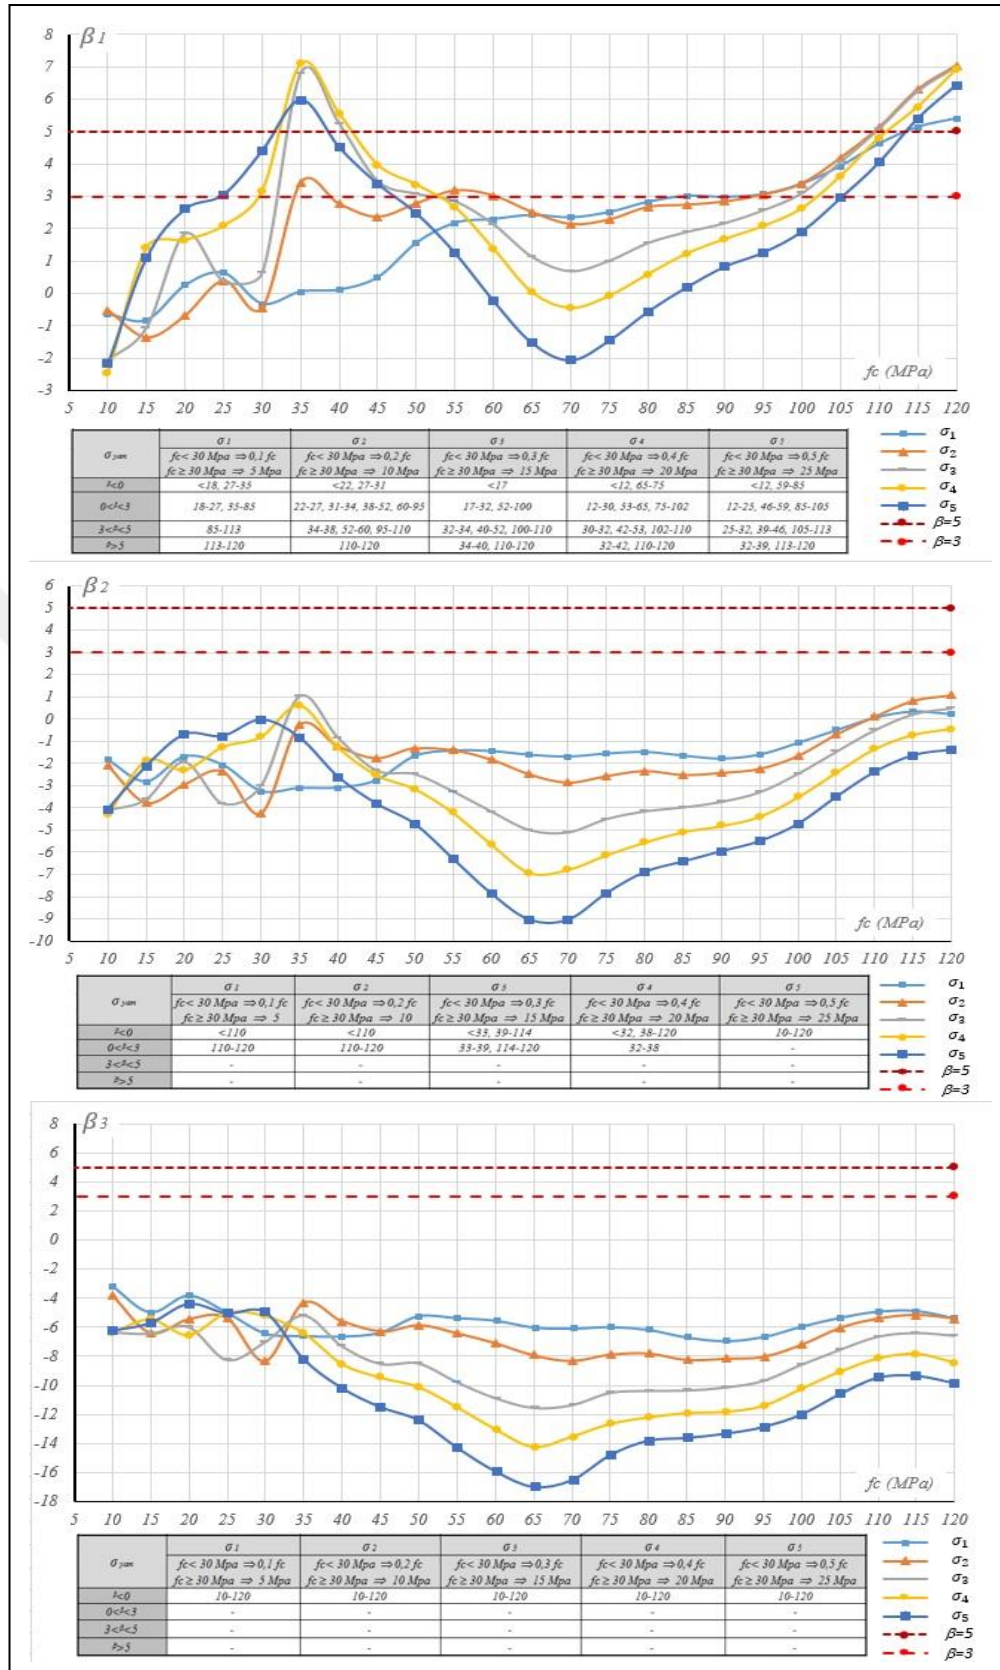 β1
8
7
6
5
4
3
2
1
0
-1
-2
-3
fc (MPa)
5 10 15 20 25 30 35 40 45 50 55 60 65 70 75 80 85 90 95 100 105 110 115 120
σ yan σ1 σ2 σ3 σ4 σ5
fc< 30 Mpa ⇒ 0,1 fc fc< 30 Mpa ⇒ 0,2 fc fc< 30 Mpa ⇒ 0,3 fc fc< 30 Mpa ⇒ 0,4 fc fc< 30 Mpa ⇒ 0,5 fc
fc ≥ 30 Mpa ⇒ 5 Mpa fc ≥ 30 Mpa ⇒ 10 Mpa fc ≥ 30 Mpa ⇒ 15 Mpa fc ≥ 30 Mpa ⇒ 20 Mpa fc ≥ 30 Mpa ⇒ 25 Mpa
β<0 <18, 27-35 <22, 27-31 <17 <12, 65-75 <12, 59-85
0<β<3 18-27, 35-85 22-27, 31-34, 38-52, 60-95 17-32, 52-100 12-30, 53-65, 75-102 12-25, 46-59, 85-105
3<β<5 85-113 34-38, 52-60, 95-110 32-34, 40-52, 100-110 30-32, 42-53, 102-110 25-32, 39-46, 105-113
β>5 113-120 110-120 34-40, 110-120 32-42, 110-120 32-39, 113-120
σ1
σ2
σ3
σ4
σ5
β=5
β=3
β2
6
5
4
3
2
1
0
-1
-2
-3
-4
-5
-6
-7
-8
-9
-10
fc (MPa)
5 10 15 20 25 30 35 40 45 50 55 60 65 70 75 80 85 90 95 100 105 110 115 120
σ yan σ1 σ2 σ3 σ4 σ5
fc< 30 Mpa ⇒ 0,1 fc fc< 30 Mpa ⇒ 0,2 fc fc< 30 Mpa ⇒ 0,3 fc fc< 30 Mpa ⇒ 0,4 fc fc< 30 Mpa ⇒ 0,5 fc
fc ≥ 30 Mpa ⇒ 5 fc ≥ 30 Mpa ⇒ 10 fc ≥ 30 Mpa ⇒ 15 Mpa fc ≥ 30 Mpa ⇒ 20 Mpa fc ≥ 30 Mpa ⇒ 25 Mpa
β<0 <110 <110 <33, 39-114 <32, 38-120 10-120
0<β<3 110-120 110-120 33-39, 114-120 32-38 -
3<β<5 - - - - -
β>5 - - - - -
σ1
σ2
σ3
σ4
σ5
β=5
β=3
β3
8
6
4
2
0
-2
-4
-6
-8
-10
-12
-14
-16
-18
fc (MPa)
5 10 15 20 25 30 35 40 45 50 55 60 65 70 75 80 85 90 95 100 105 110 115 120
σ yan σ1 σ2 σ3 σ4 σ5
fc< 30 Mpa ⇒ 0,1 fc fc< 30 Mpa ⇒ 0,2 fc fc< 30 Mpa ⇒ 0,3 fc fc< 30 Mpa ⇒ 0,4 fc fc< 30 Mpa ⇒ 0,5 fc
fc ≥ 30 Mpa ⇒ 5 Mpa fc ≥ 30 Mpa ⇒ 10 Mpa fc ≥ 30 Mpa ⇒ 15 Mpa fc ≥ 30 Mpa ⇒ 20 Mpa fc ≥ 30 Mpa ⇒ 25 Mpa
β<0 10-120 10-120 10-120 10-120 10-120
0<β<3 - - - - -
3<β<5 - - - - -
β>5 - - - - -
σ1
σ2
σ3
σ4
σ5
β=5
β=3